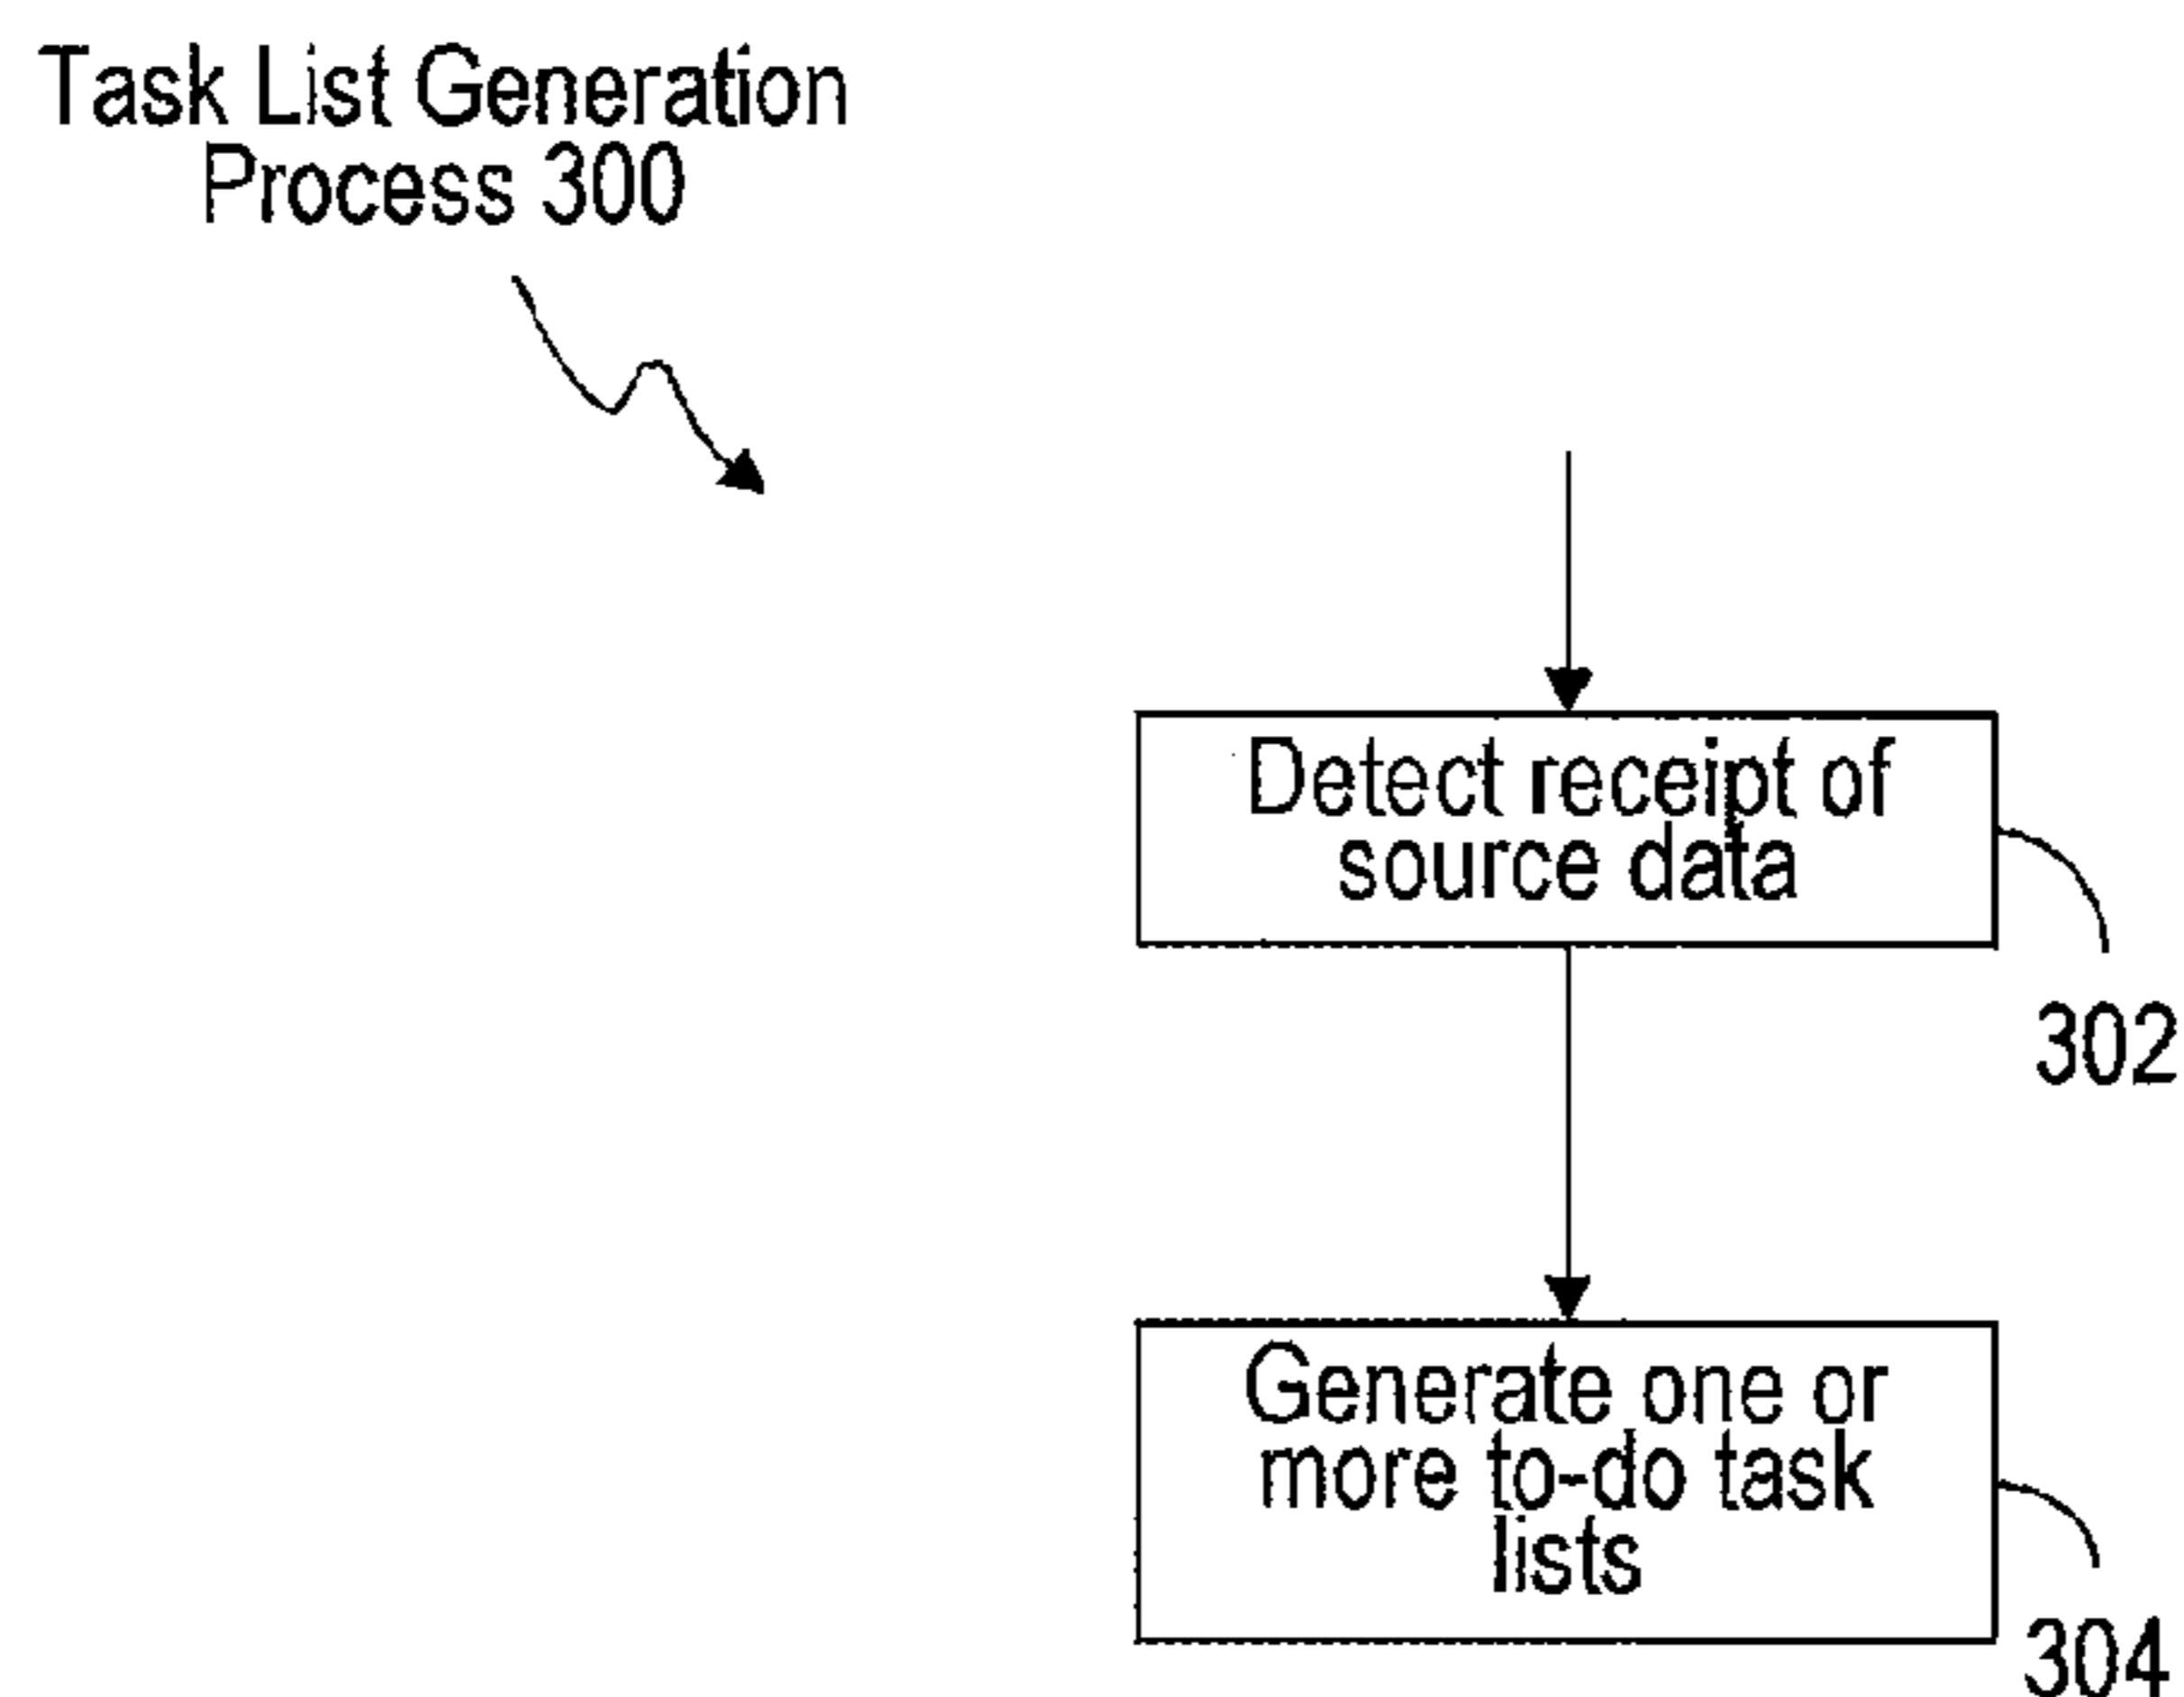 Task List Generation
Process 300
Detect receipt of
source data
302
Generate one or
more to-do task
lists
304